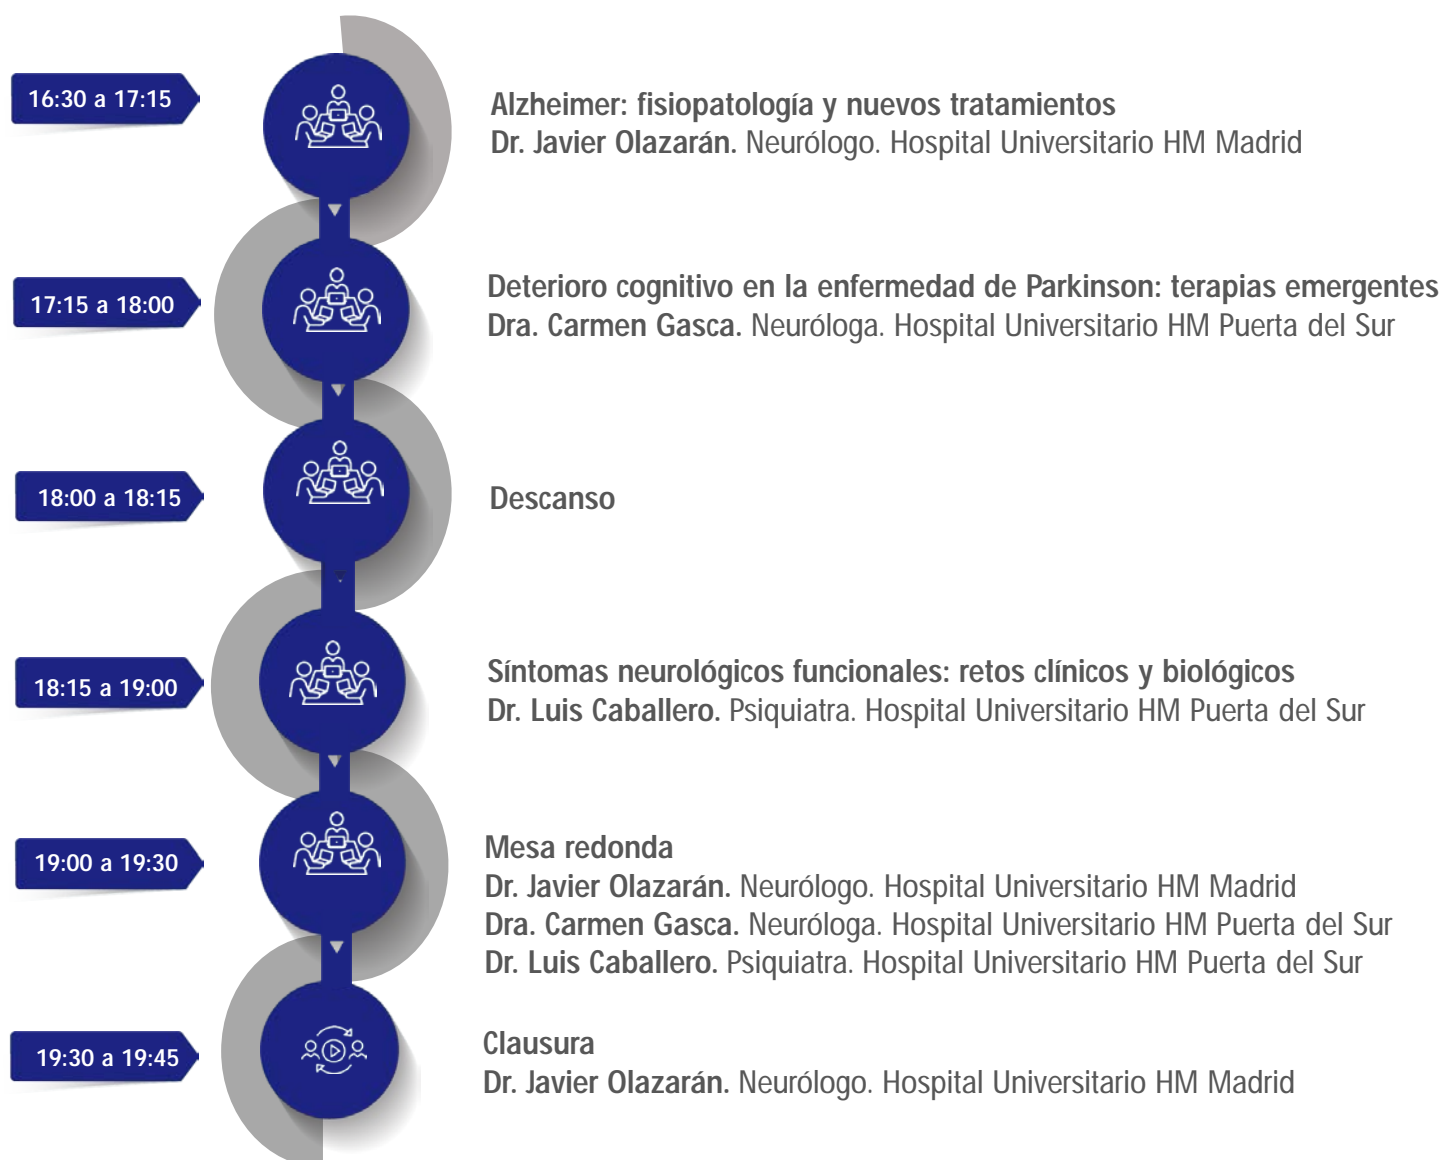 16:30 a 17:15
Alzheimer: fisiopatología y nuevos tratamientos
Dr. Javier Olazarán. Neurólogo. Hospital Universitario HM Madrid
17:15 a 18:00
Deterioro cognitivo en la enfermedad de Parkinson: terapias emergentes
Dra. Carmen Gasca. Neuróloga. Hospital Universitario HM Puerta del Sur
18:00 a 18:15
Descanso
18:15 a 19:00
Síntomas neurológicos funcionales: retos clínicos y biológicos
Dr. Luis Caballero. Psiquiatra. Hospital Universitario HM Puerta del Sur
19:00 a 19:30
Mesa redonda
Dr. Javier Olazarán. Neurólogo. Hospital Universitario HM Madrid
Dra. Carmen Gasca. Neuróloga. Hospital Universitario HM Puerta del Sur
Dr. Luis Caballero. Psiquiatra. Hospital Universitario HM Puerta del Sur
19:30 a 19:45
Clausura
Dr. Javier Olazarán. Neurólogo. Hospital Universitario HM Madrid